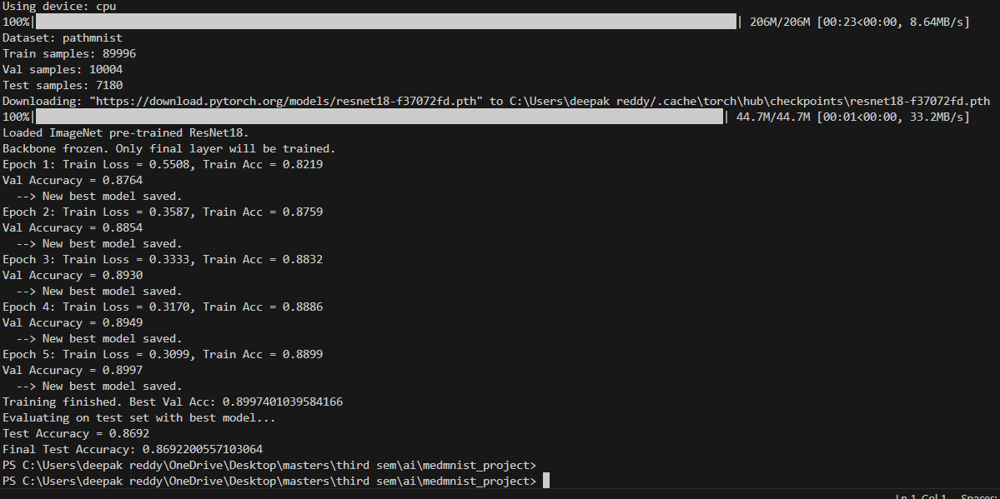 Using device: cpu
100%| | 206M/206M [00:23<00:00, 8.64MB/s]
Dataset: pathmnist
Train samples: 89996
Val samples: 10004
Test samples: 7180
Downloading: "https://download.pytorch.org/models/resnet18-f37072fd.pth" to C:\Users\deepak reddy/.cache\torch\hub\checkpoints\resnet18-f37072fd.pth
100%| | 44.7M/44.7M [00:01<00:00, 33.2MB/s]
Loaded ImageNet pre-trained ResNet18.
Backbone frozen. Only final layer will be trained.
Epoch 1: Train Loss = 0.5508, Train Acc = 0.8219
Val Accuracy = 0.8764
  --> New best model saved.
Epoch 2: Train Loss = 0.3587, Train Acc = 0.8759
Val Accuracy = 0.8854
  --> New best model saved.
Epoch 3: Train Loss = 0.3333, Train Acc = 0.8832
Val Accuracy = 0.8930
  --> New best model saved.
Epoch 4: Train Loss = 0.3170, Train Acc = 0.8886
Val Accuracy = 0.8949
  --> New best model saved.
Epoch 5: Train Loss = 0.3099, Train Acc = 0.8899
Val Accuracy = 0.8997
  --> New best model saved.
Training finished. Best Val Acc: 0.8997401039584166
Evaluating on test set with best model...
Test Accuracy = 0.8692
Final Test Accuracy: 0.8692200557103064
PS C:\Users\deepak reddy\OneDrive\Desktop\masters\third sem\ai\medmnist_project>
PS C:\Users\deepak reddy\OneDrive\Desktop\masters\third sem\ai\medmnist_project>
Ln 1, Col 1 Spaces: